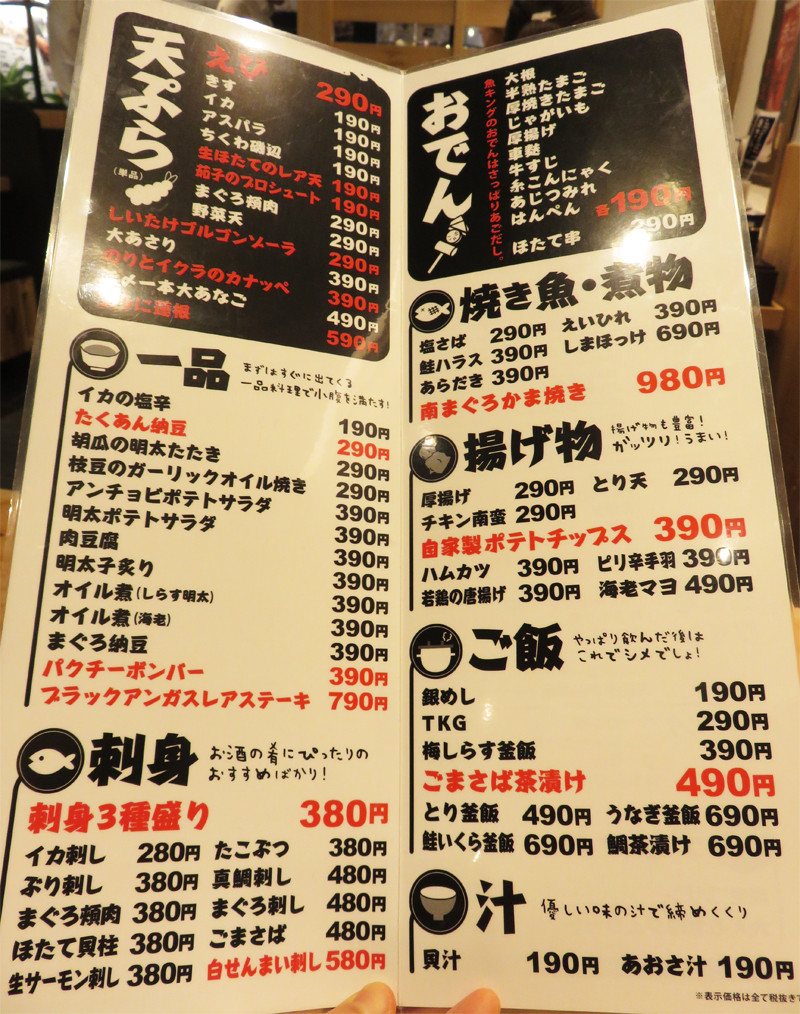 天ぷら
(単品)
えび 290円
きす 190円
イカ 190円
アスパラ 190円
ちくわ磯辺 190円
生ほたてのレア天 190円
茄子のプロシュート 190円
まぐろ頬肉 290円
野菜天 290円
しいたけゴルゴンゾーラ 290円
大あさり 390円
のりとイクラのカナッペ 390円
一本大あなご 490円
蓮根 590円
一品 まずはすぐに出てくる
一品料理で小腹を満たす!
イカの塩辛 190円
たくあん納豆 290円
胡瓜の明太たたき 290円
枝豆のガーリックオイル焼き 290円
アンチョビポテトサラダ 390円
明太ポテトサラダ 390円
肉豆腐 390円
明太子炙り 390円
オイル煮(しらす明太) 390円
オイル煮(海老) 390円
まぐろ納豆 390円
パクチーボンバー 390円
ブラックアンガスレアステーキ 790円
刺身 お酒の肴にぴったりの
おすすめばかり!
刺身3種盛り 380円
イカ刺し 280円 たこぶつ 380円
ぶり刺し 380円 真鯛刺し 480円
まぐろ頬肉 380円 まぐろ刺し 480円
ほたて貝柱 380円 ごまさば 480円
生サーモン刺し 380円 白せんまい刺し 580円
おでん
魚キングのおでんはさっぱりあごだし。
大根
半熟たまご
厚焼きたまご
じゃがいも
厚揚げ
車麩
牛すじ
糸こんにゃく
あじつみれ
はんぺん 各190円
ほたて串 290円
焼き魚・煮物
塩さば 290円 えいひれ 390円
鮭ハラス 390円 しまほっけ 690円
あらだき 390円
南まぐろかま焼き 980円
揚げ物 揚げ物も豊富!
ガッツリ!うまい!
厚揚げ 290円 とり天 290円
チキン南蛮 290円
自家製ポテトチップス 390円
ハムカツ 390円 ピリ辛手羽 390円
若鶏の唐揚げ 390円 海老マヨ 490円
ご飯 やっぱり飲んだ後は
これでシメでしょ!
銀めし 190円
TKG 290円
梅しらす釜飯 390円
ごまさば茶漬け 490円
とり釜飯 490円 うなぎ釜飯 690円
鮭いくら釜飯 690円 鯛茶漬け 690円
汁 優しい味の汁で締めくくり
貝汁 190円 あおさ汁 190円
※表示価格は全て税抜きで